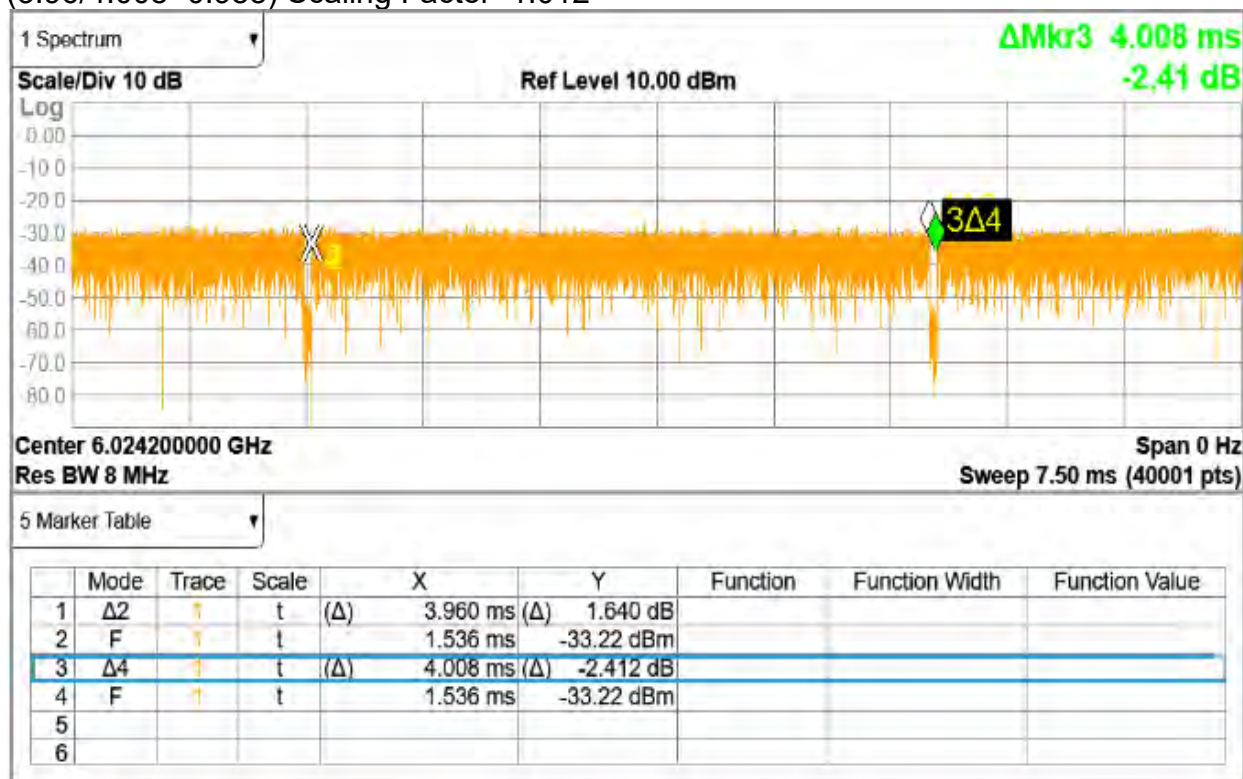 1 Spectrum
ΔMkr3 4.008 ms
Scale/Div 10 dB
Ref Level 10.00 dBm
-2.41 dB
Log
0.00
-10.0
-20.0
3Δ4
-30.0
-40.0
-50.0
-60.0
-70.0
-80.0
Center 6.024200000 GHz
Span 0 Hz
Res BW 8 MHz
Sweep 7.50 ms (40001 pts)
5 Marker Table
Mode Trace Scale X Y Function Function Width Function Value
1 Δ2 1 t (Δ) 3.960 ms (Δ) 1.640 dB
2 F 1 t 1.536 ms -33.22 dBm
3 Δ4 1 t (Δ) 4.008 ms (Δ) -2.412 dB
4 F 1 t 1.536 ms -33.22 dBm
5
6